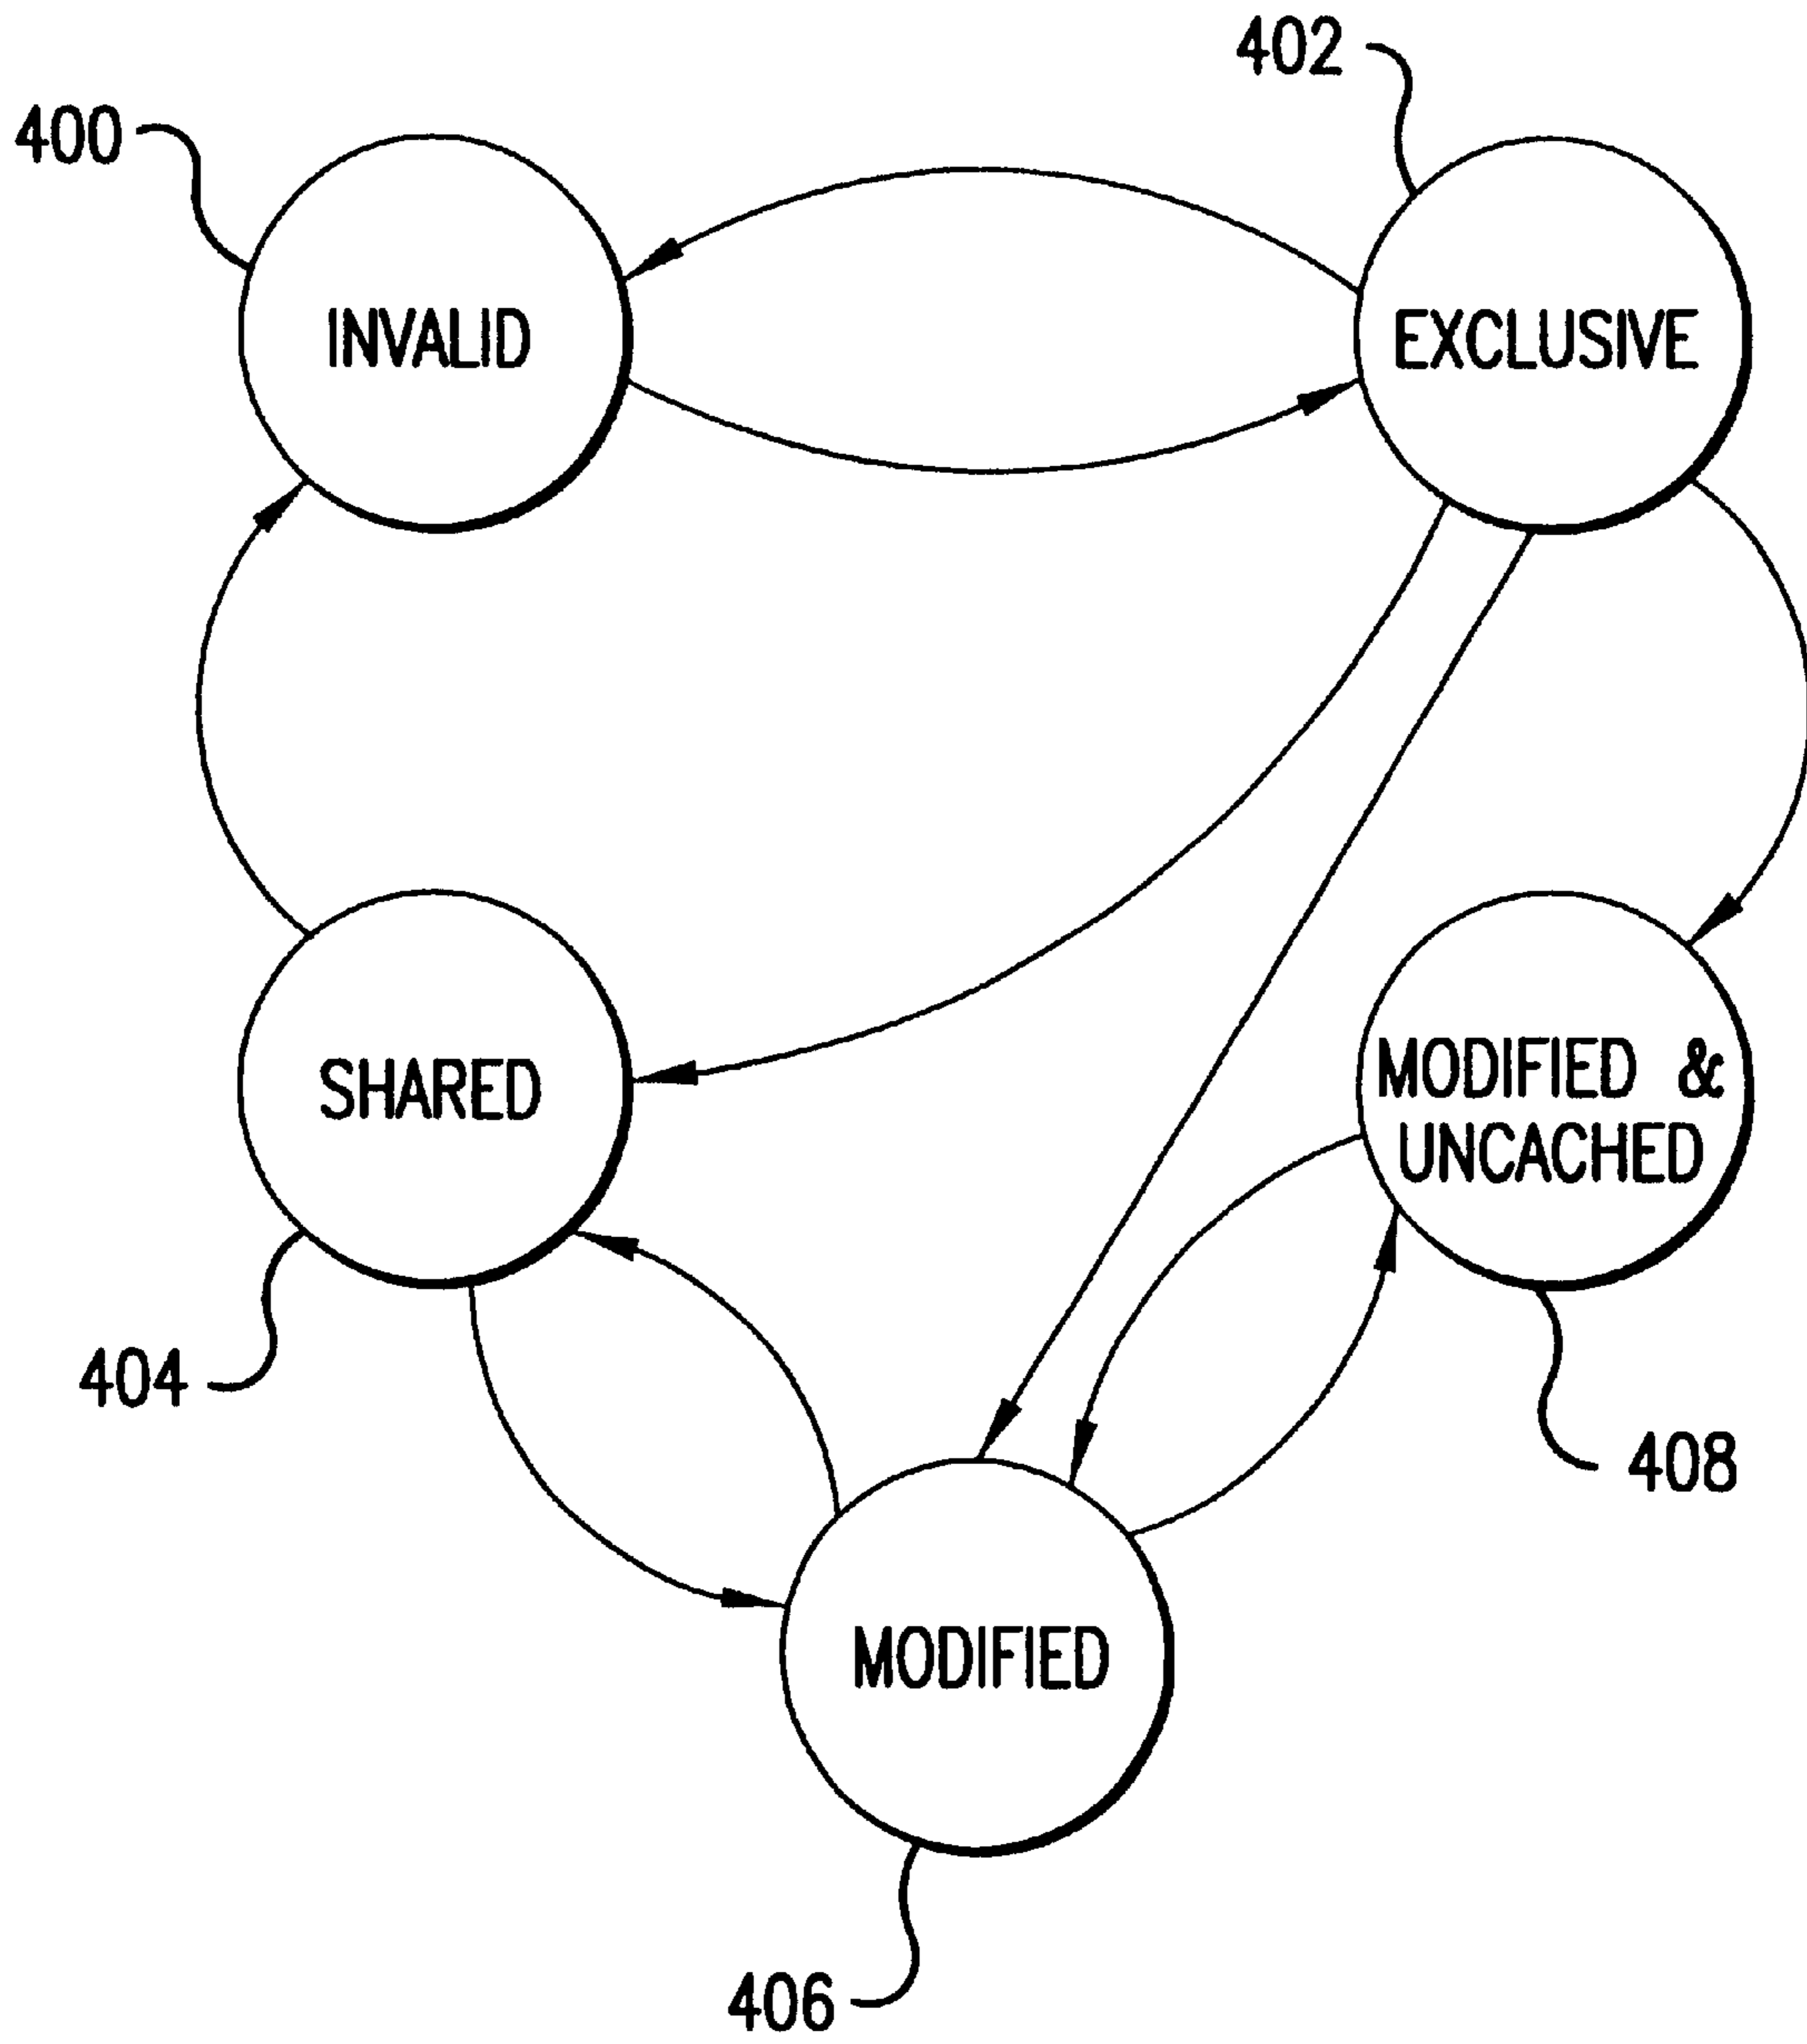 402
400
INVALID
EXCLUSIVE
SHARED
MODIFIED &
UNCACHED
404
408
MODIFIED
406